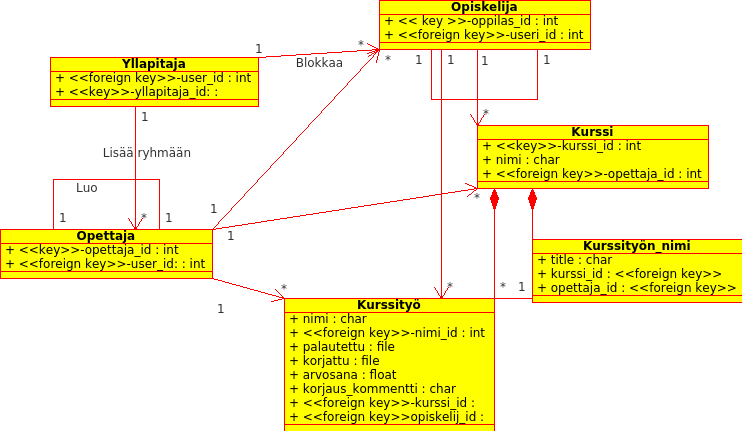 Opiskelija
+ << key >>-oppilas_id : int
+ <<foreign key>>-useri_id : int
Yllapitaja
+ <<foreign key>>-user_id : int
+ <<key>>-yllapitaja_id: :
1
*
Blokkaa
*
1
1
1
1
1
*
Lisää ryhmään
Kurssi
+ <<key>>-kurssi_id : int
+ nimi : char
+ <<foreign key>>-opettaja_id : int
Luo
1
*
1
1
1
*
Opettaja
+ <<key>>-opettaja_id : int
+ <<foreign key>>-user_id: : int
Kurssityön_nimi
+ title : char
+ kurssi_id : <<foreign key>>
+ opettaja_id : <<foreign key>>
1
*
*
*
1
Kurssityö
+ nimi : char
+ <<foreign key>>-nimi_id : int
+ palautettu : file
+ korjattu : file
+ arvosana : float
+ korjaus_kommentti : char
+ <<foreign key>>-kurssi_id :
+ <<foreign key>>opiskelij_id :